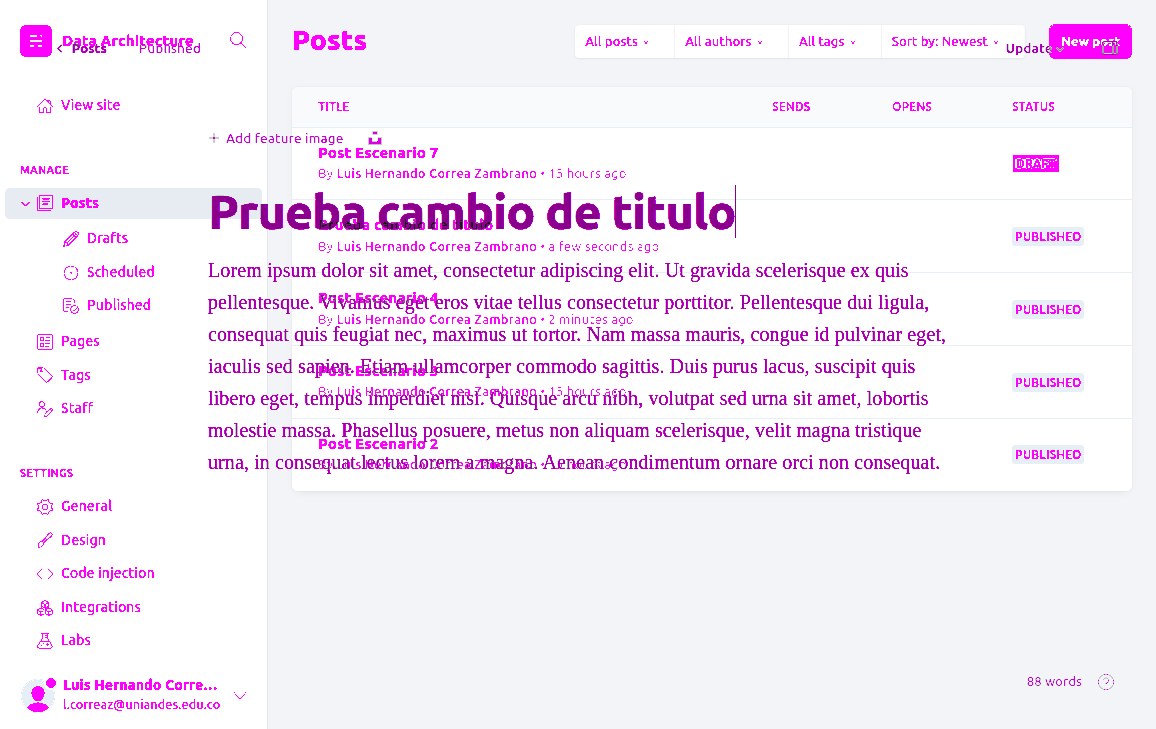 Data Architecture
Posts
Published
Posts
All posts
All authors
All tags
Sort by: Newest
Update
New post
View site
TITLE
SENDS
OPENS
STATUS
+ Add feature image
Post Escenario 7
By Luis Hernando Correa Zambrano • 15 hours ago
DRAFT
MANAGE
Posts
Prueba cambio de titulo
Prueba cambio de titulo
By Luis Hernando Correa Zambrano • a few seconds ago
PUBLISHED
Drafts
Scheduled
Published
Pages
Tags
Staff
Lorem ipsum dolor sit amet, consectetur adipiscing elit. Ut gravida scelerisque ex quis
pellentesque. Vivamus eget eros vitae tellus consectetur porttitor. Pellentesque dui ligula,
consequat quis feugiat nec, maximus ut tortor. Nam massa mauris, congue id pulvinar eget,
iaculis sed sapien. Etiam ullamcorper commodo sagittis. Duis purus lacus, suscipit quis
libero eget, tempus imperdiet nisl. Quisque arcu nibh, volutpat sed urna sit amet, lobortis
molestie massa. Phasellus posuere, metus non aliquam scelerisque, velit magna tristique
urna, in consequat lectus lorem a magna. Aenean condimentum ornare orci non consequat.
Post Escenario 4
By Luis Hernando Correa Zambrano • 2 minutes ago
PUBLISHED
Post Escenario 3
By Luis Hernando Correa Zambrano • 15 hours ago
PUBLISHED
Post Escenario 2
PUBLISHED
SETTINGS
General
Design
Code injection
Integrations
Labs
Luis Hernando Corre...
l.correaz@uniandes.edu.co
88 words